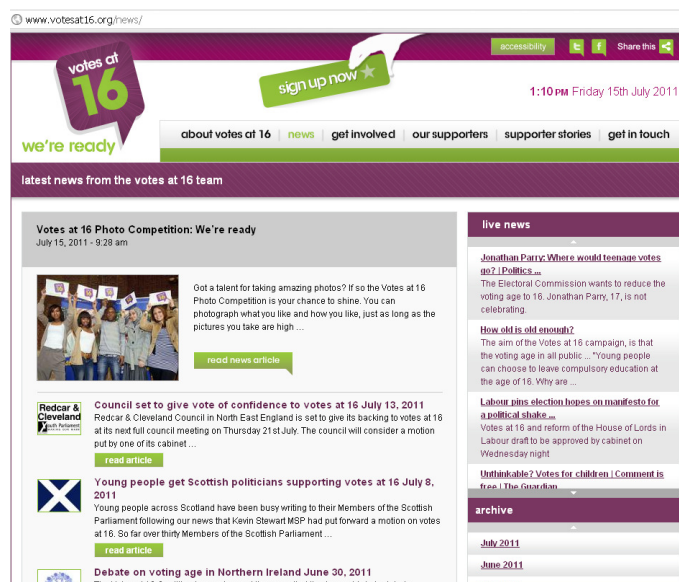 www.votesat16.org/news/
accessibility
Share this
votes at
16
we're ready
sign up now
1:10 PM Friday 15th July 2011
about votes at 16 | news | get involved | our supporters | supporter stories | get in touch
latest news from the votes at 16 team
Votes at 16 Photo Competition: We're ready
July 15, 2011 - 9:28 am
Got a talent for taking amazing photos? If so the Votes at 16
Photo Competition is your chance to shine. You can
photograph what you like and how you like, just as long as the
pictures you take are high ...
read news article
Redcar &
Cleveland
Youth Parliament
Council set to give vote of confidence to votes at 16 July 13, 2011
Redcar & Cleveland Council in North East England is set to give its backing to votes at 16
at its next full council meeting on Thursday 21st July. The council will consider a motion
put by one of its cabinet ...
read article
Young people get Scottish politicians supporting votes at 16 July 8,
2011
Young people across Scotland have been busy writing to their Members of the Scottish
Parliament following our news that Kevin Stewart MSP had put forward a motion on votes
at 16. So far over thirty Members of the Scottish Parliament ...
read article
Debate on voting age in Northern Ireland June 30, 2011
live news
Jonathan Parry: Where would teenage votes
go? | Politics ...
The Electoral Commission wants to reduce the
voting age to 16. Jonathan Parry, 17, is not
celebrating.
How old is old enough?
The aim of the Votes at 16 campaign, is that
the voting age in all public ... "Young people
can choose to leave compulsory education at
the age of 16. Why are ...
Labour pins election hopes on manifesto for
a political shake ...
Votes at 16 and reform of the House of Lords in
Labour draft to be approved by cabinet on
Wednesday night
Unthinkable? Votes for children | Comment is
free | The Guardian
archive
July 2011
June 2011